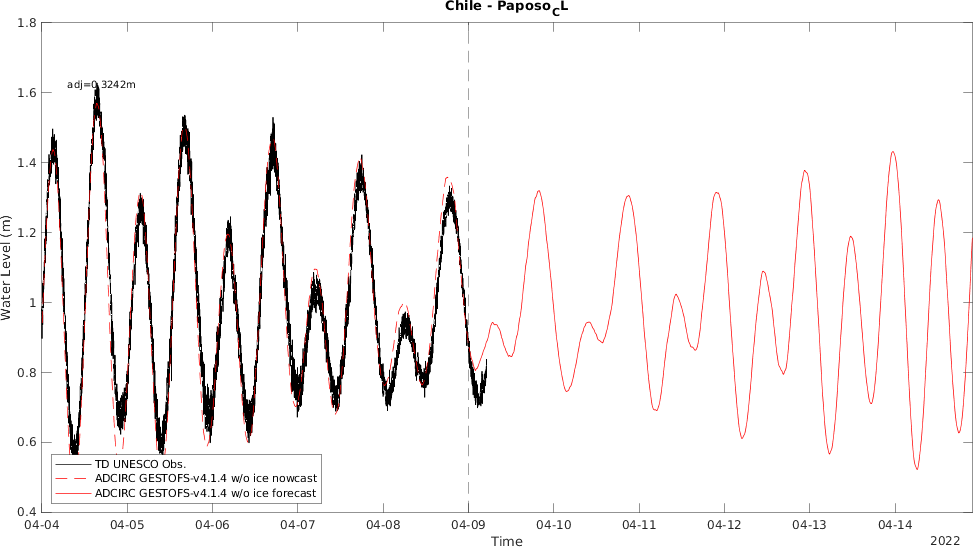 Chile - Paposo_CL
1.8
1.6
1.4
1.2
1
0.8
0.6
0.4
Water Level (m)
adj=0.3242m
TD UNESCO Obs.
ADCIRC GESTOFS-v4.1.4 w/o ice nowcast
ADCIRC GESTOFS-v4.1.4 w/o ice forecast
04-04 04-05 04-06 04-07 04-08 04-09 04-10 04-11 04-12 04-13 04-14
Time
2022